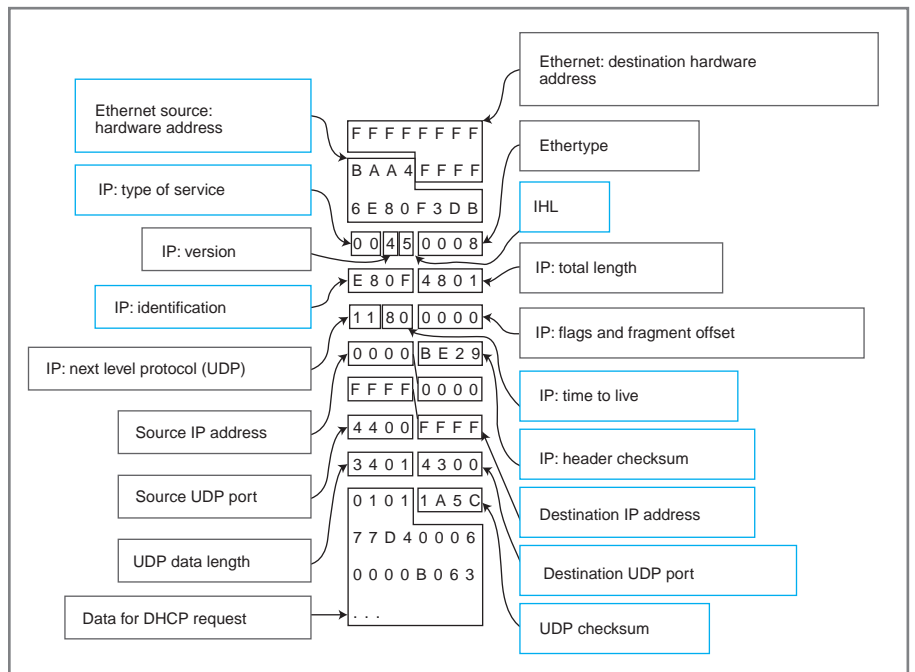 Ethernet: destination hardware
address
Ethernet source:
hardware address
F F F F F F F F
Ethertype
B A A 4 F F F F
IP: type of service
6 E 8 0 F 3 D B
IHL
0 0 4 5 0 0 0 8
IP: version
IP: total length
E 8 0 F 4 8 0 1
IP: identification
1 1 8 0 0 0 0 0
IP: flags and fragment offset
0 0 0 0 B E 2 9
IP: next level protocol (UDP)
F F F F 0 0 0 0
IP: time to live
Source IP address
4 4 0 0 F F F F
IP: header checksum
3 4 0 1 4 3 0 0
Source UDP port
0 1 0 1 1 A 5 C
Destination IP address
7 7 D 4 0 0 0 6
UDP data length
0 0 0 0 B 0 6 3
Destination UDP port
Data for DHCP request
. . .
UDP checksum